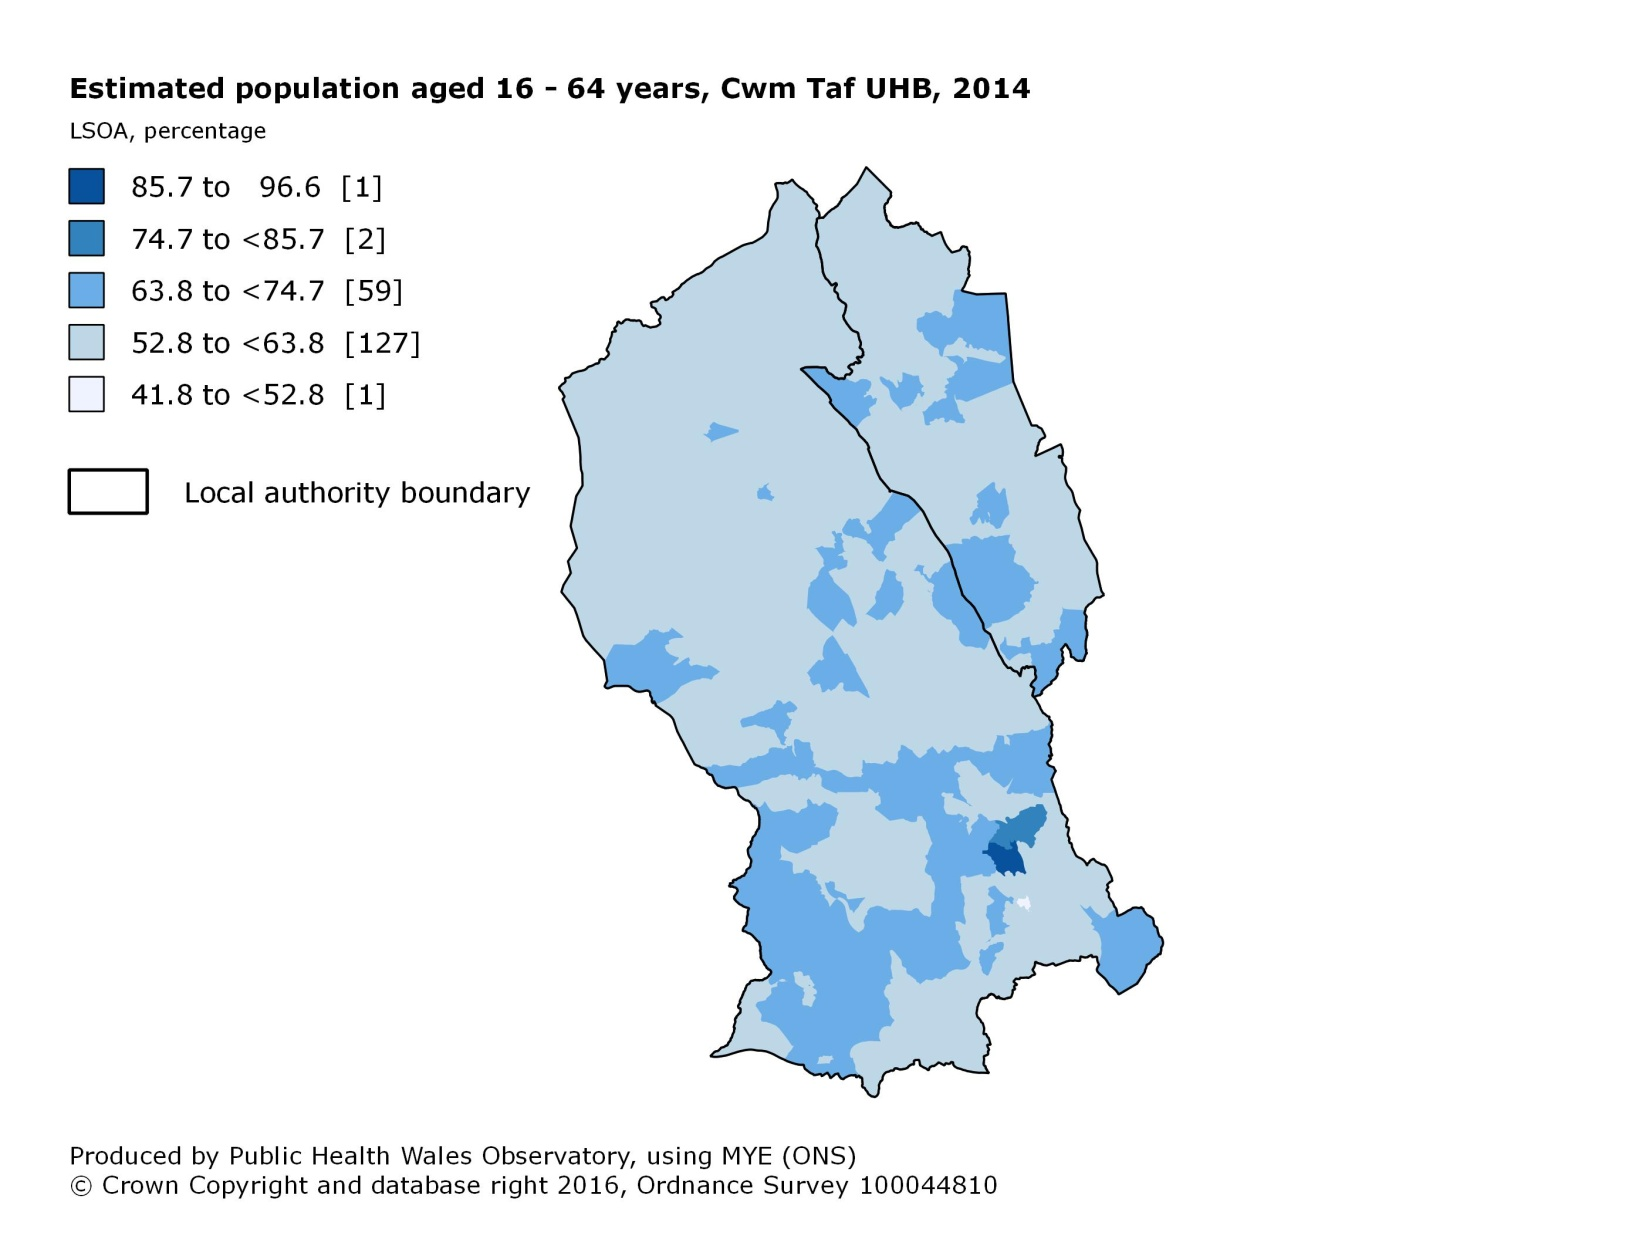 Estimated population aged 16 - 64 years, Cwm Taf UHB, 2014
LSOA, percentage
85.7 to 96.6 [1]
74.7 to <85.7 [2]
63.8 to <74.7 [59]
52.8 to <63.8 [127]
41.8 to <52.8 [1]
Local authority boundary
Produced by Public Health Wales Observatory, using MYE (ONS)
© Crown Copyright and database right 2016, Ordnance Survey 100044810